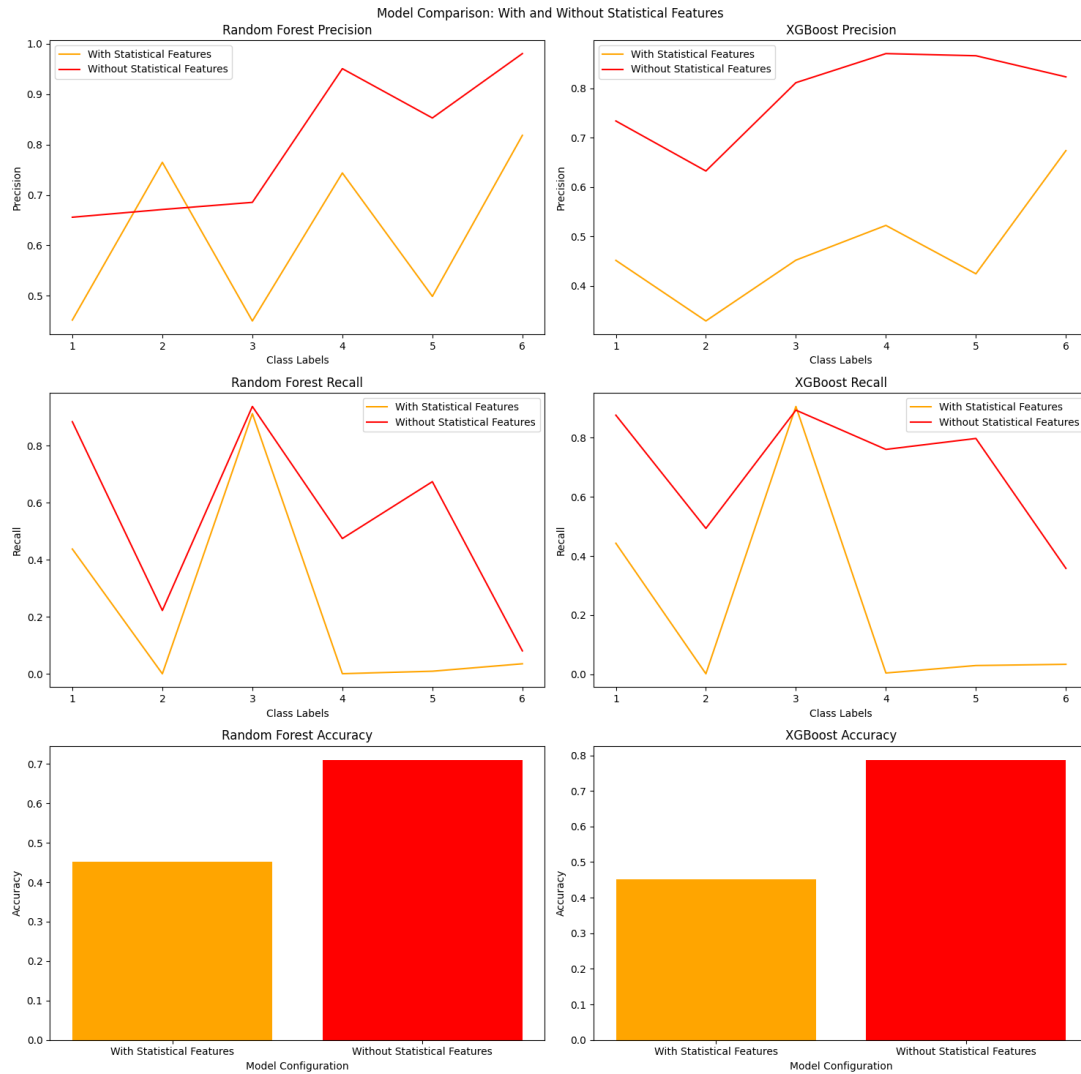 Model Comparison: With and Without Statistical Features
Random Forest Precision
With Statistical Features
Without Statistical Features
1.0
0.9
0.8
0.7
0.6
0.5
Precision
1 2 3 4 5 6
Class Labels
XGBoost Precision
With Statistical Features
Without Statistical Features
0.8
0.7
0.6
0.5
0.4
Precision
1 2 3 4 5 6
Class Labels
Random Forest Recall
With Statistical Features
Without Statistical Features
0.8
0.6
0.4
0.2
0.0
Recall
1 2 3 4 5 6
Class Labels
XGBoost Recall
With Statistical Features
Without Statistical Features
0.8
0.6
0.4
0.2
0.0
Recall
1 2 3 4 5 6
Class Labels
Random Forest Accuracy
0.7
0.6
0.5
0.4
0.3
0.2
0.1
0.0
Accuracy
With Statistical Features Without Statistical Features
Model Configuration
XGBoost Accuracy
0.8
0.7
0.6
0.5
0.4
0.3
0.2
0.1
0.0
Accuracy
With Statistical Features Without Statistical Features
Model Configuration